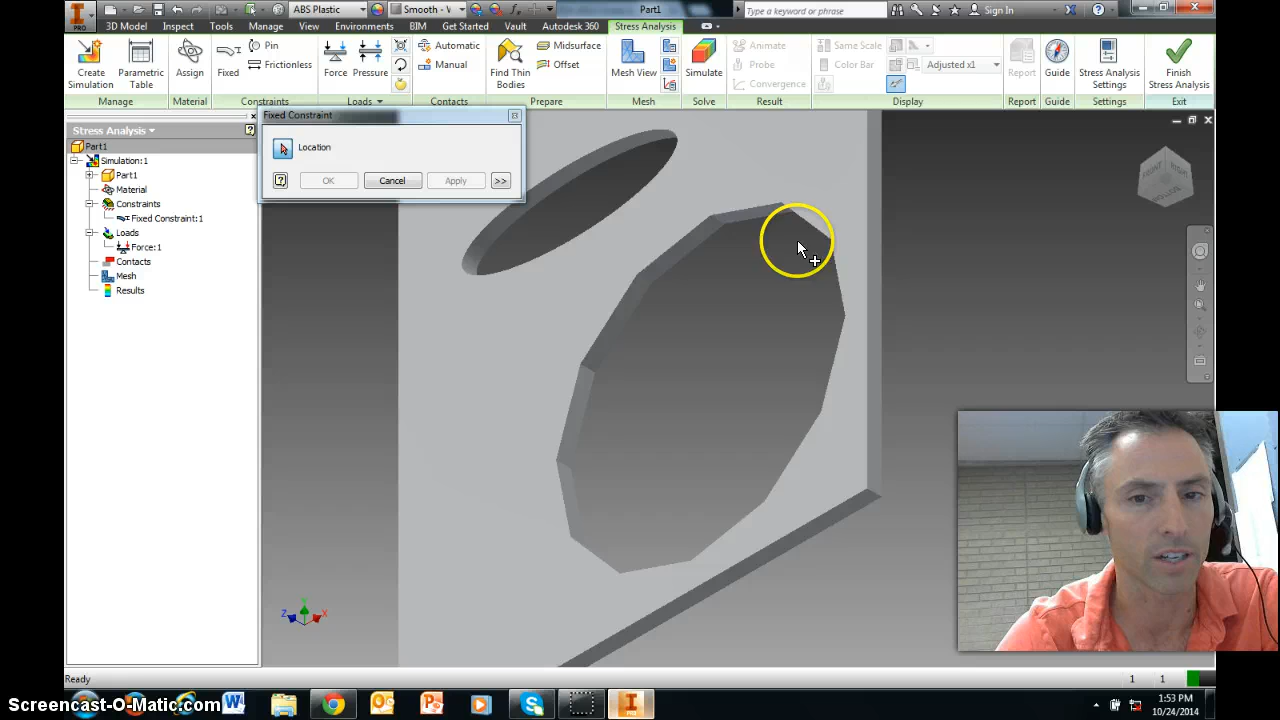 ABS Plastic
Smooth - V
Part1
Type a keyword or phrase
Sign In
PRO
3D Model
Inspect
Tools
Manage
View
Environments
BIM
Get Started
Vault
Autodesk 360
Stress Analysis
Create Simulation
Parametric Table
Assign
Fixed
Pin
Frictionless
Force
Pressure
Automatic
Manual
Find Thin Bodies
Midsurface
Offset
Mesh View
Simulate
Animate
Probe
Convergence
Same Scale
Color Bar
Adjusted x1
Report
Guide
Stress Analysis Settings
Finish Stress Analysis
Manage
Material
Constraints
Loads
Contacts
Prepare
Mesh
Solve
Result
Display
Report
Guide
Settings
Exit
Stress Analysis
Part1
Simulation:1
Part1
Material
Constraints
Fixed Constraint:1
Loads
Force:1
Contacts
Mesh
Results
Fixed Constraint
Location
OK
Cancel
Apply
>>
FRONT
RIGHT
BOTTOM
Y
Z
X
Ready
1
1
Screencast-O-Matic.com
1:53 PM
10/24/2014